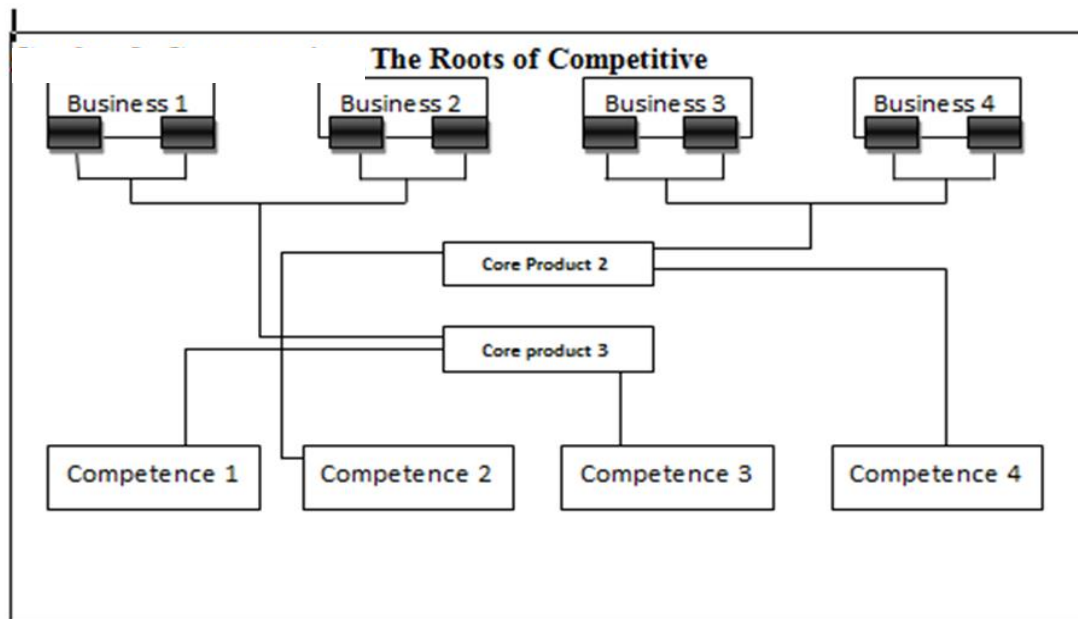 The Roots of Competitive
Business 1
Business 2
Business 3
Business 4
Core Product 2
Core product 3
Competence 1
Competence 2
Competence 3
Competence 4